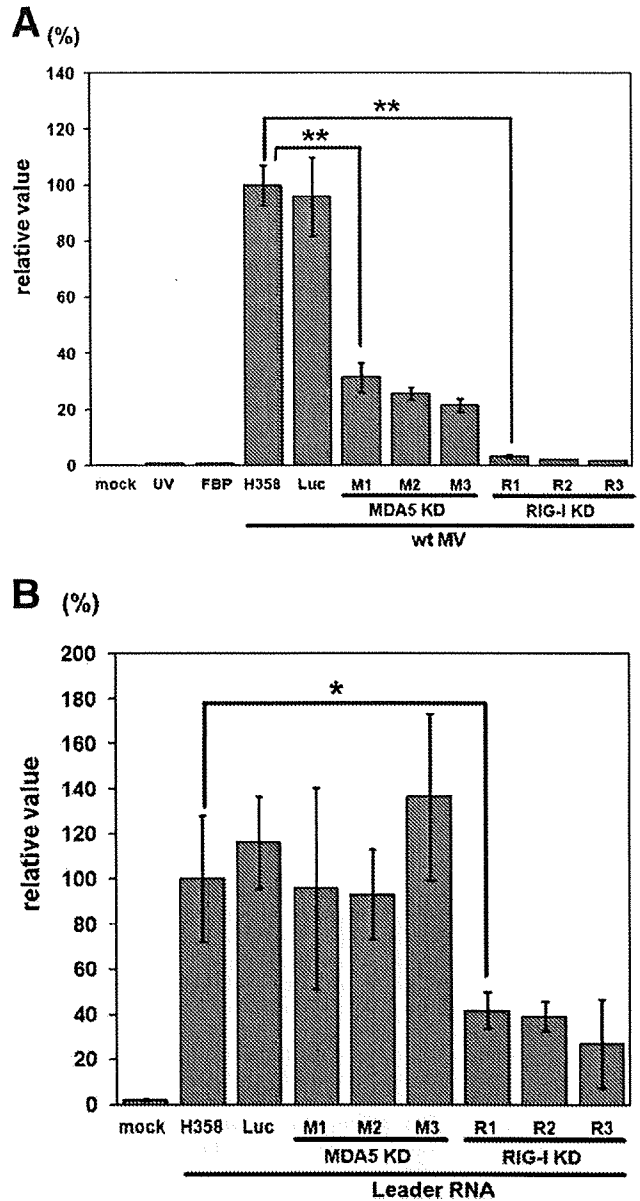 A (%)
140
120
100
80
60
40
20
0
relative value
**
**
mock UV FBP H358 Luc M1 M2 M3 R1 R2 R3
MDA5 KD RIG-I KD
wt MV
B (%)
200
180
160
140
120
100
80
60
40
20
0
relative value
*
mock H358 Luc M1 M2 M3 R1 R2 R3
MDA5 KD RIG-I KD
Leader RNA